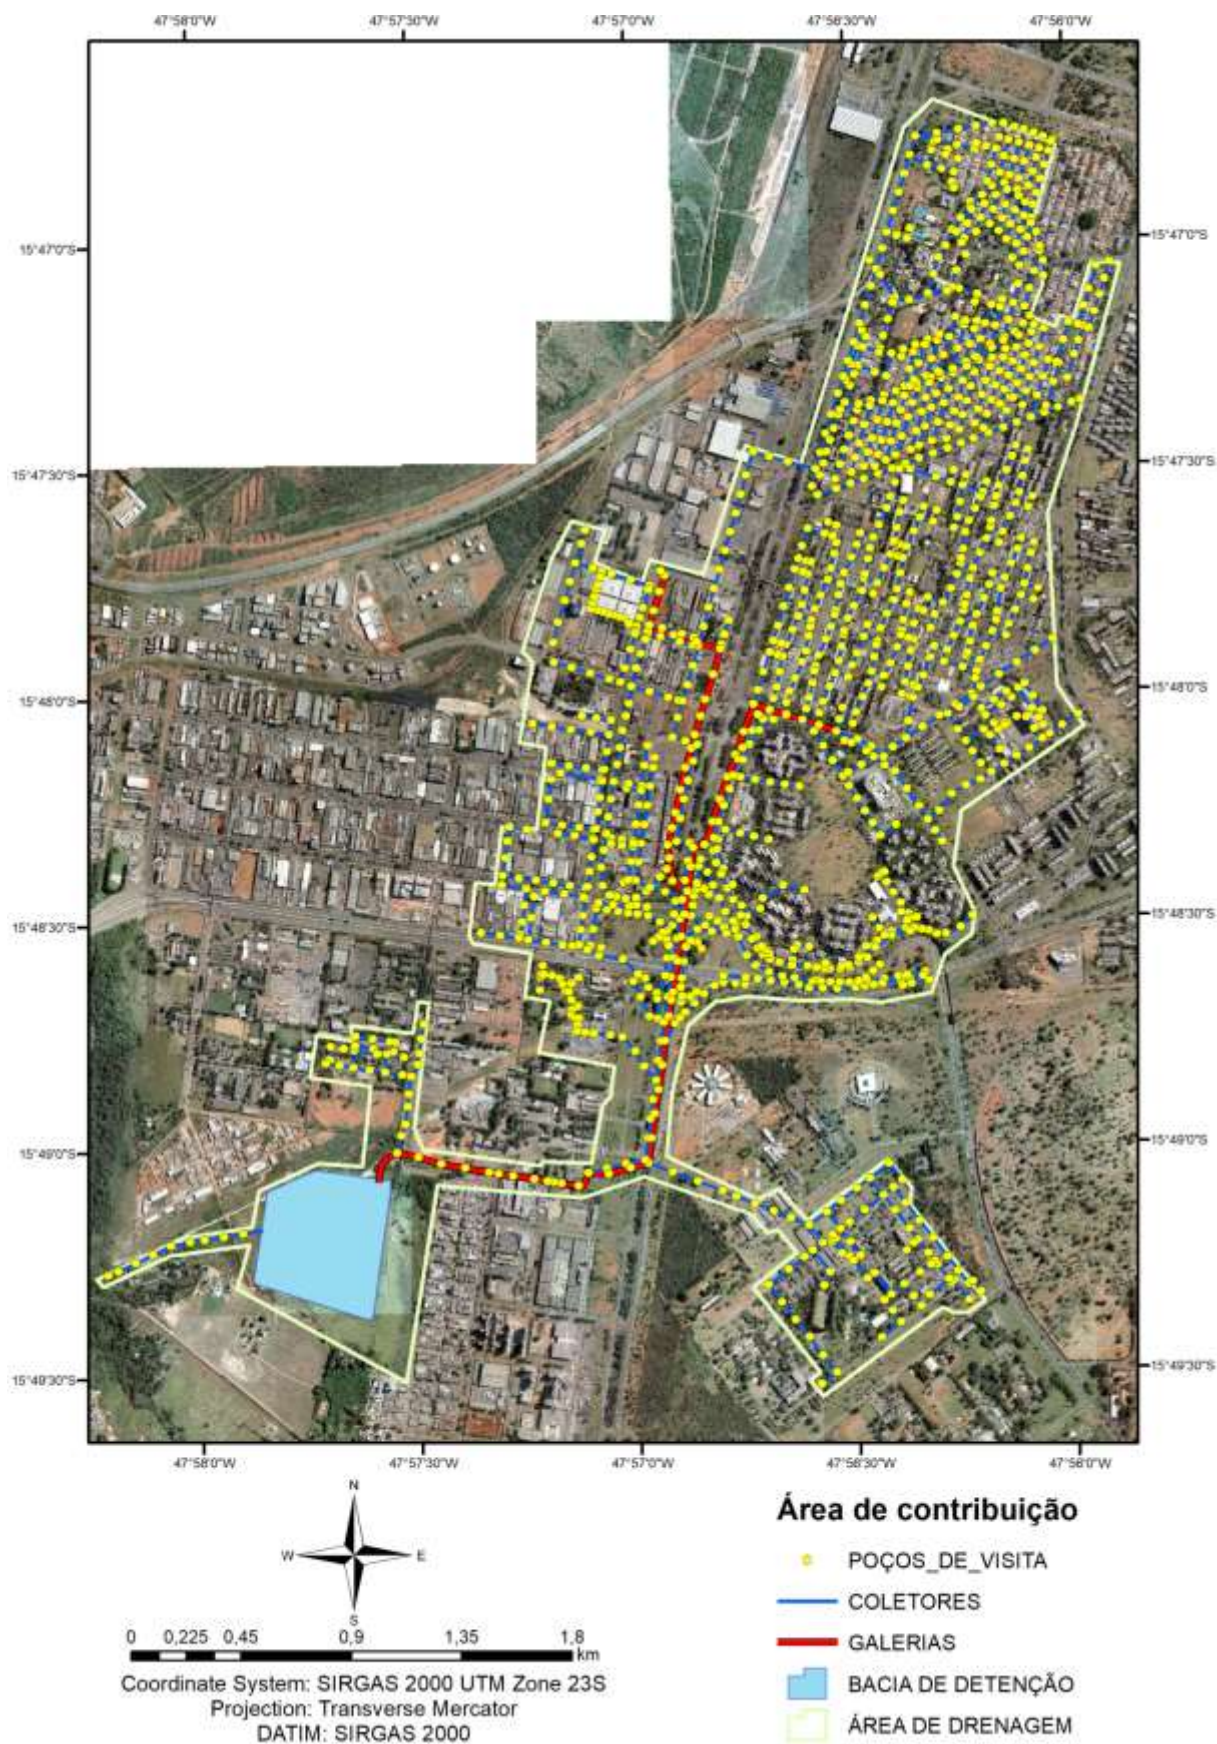 47°58'0"W 47°57'30"W 47°57'0"W 47°56'30"W 47°56'0"W
15°47'0"S 15°47'0"S
15°47'30"S 15°47'30"S
15°48'0"S 15°48'0"S
15°48'30"S 15°48'30"S
15°49'0"S 15°49'0"S
15°49'30"S 15°49'30"S
47°58'0"W 47°57'30"W 47°57'0"W 47°56'30"W 47°56'0"W
N
W E
S
0 0,225 0,45 0,9 1,35 1,8
km
Coordinate System: SIRGAS 2000 UTM Zone 23S
Projection: Transverse Mercator
DATIM: SIRGAS 2000
Área de contribuição
POÇOS_DE_VISITA
COLETORES
GALERIAS
BACIA DE DETENÇÃO
ÁREA DE DRENAGEM